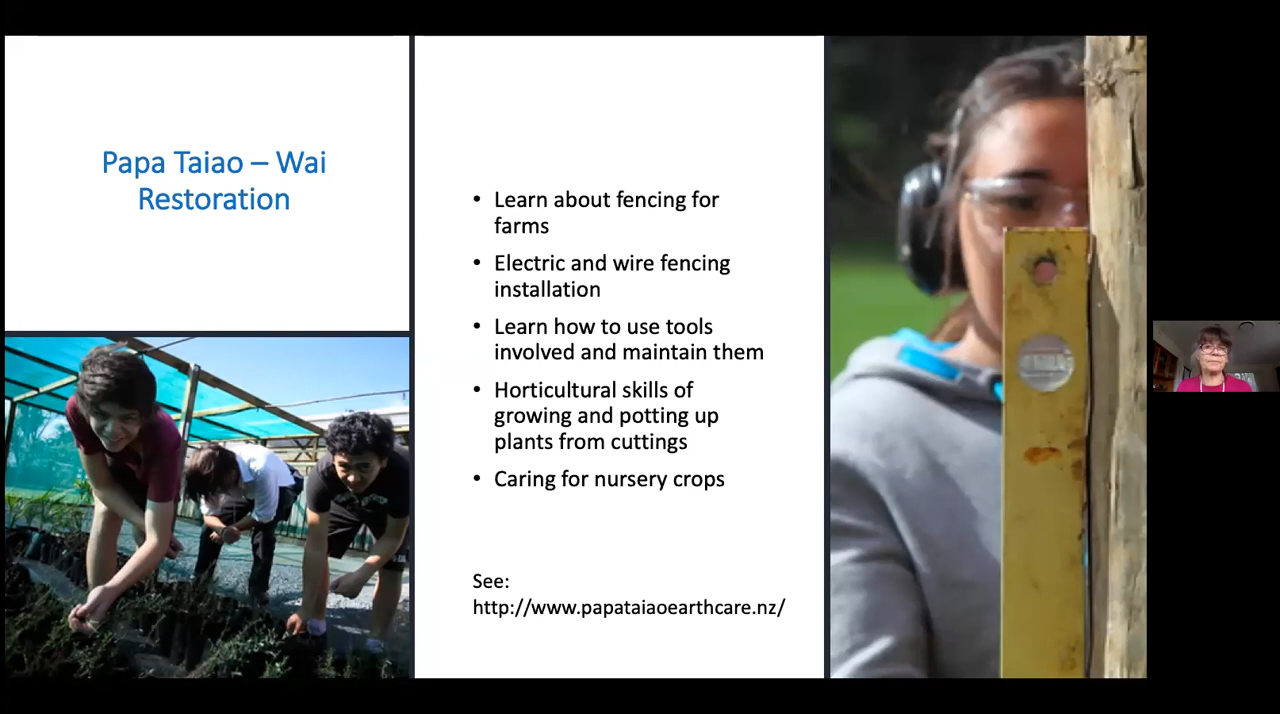 Papa Taiao – Wai
Restoration
• Learn about fencing for
farms
• Electric and wire fencing
installation
• Learn how to use tools
involved and maintain them
• Horticultural skills of
growing and potting up
plants from cuttings
• Caring for nursery crops
See:
http://www.papataiaoearthcare.nz/